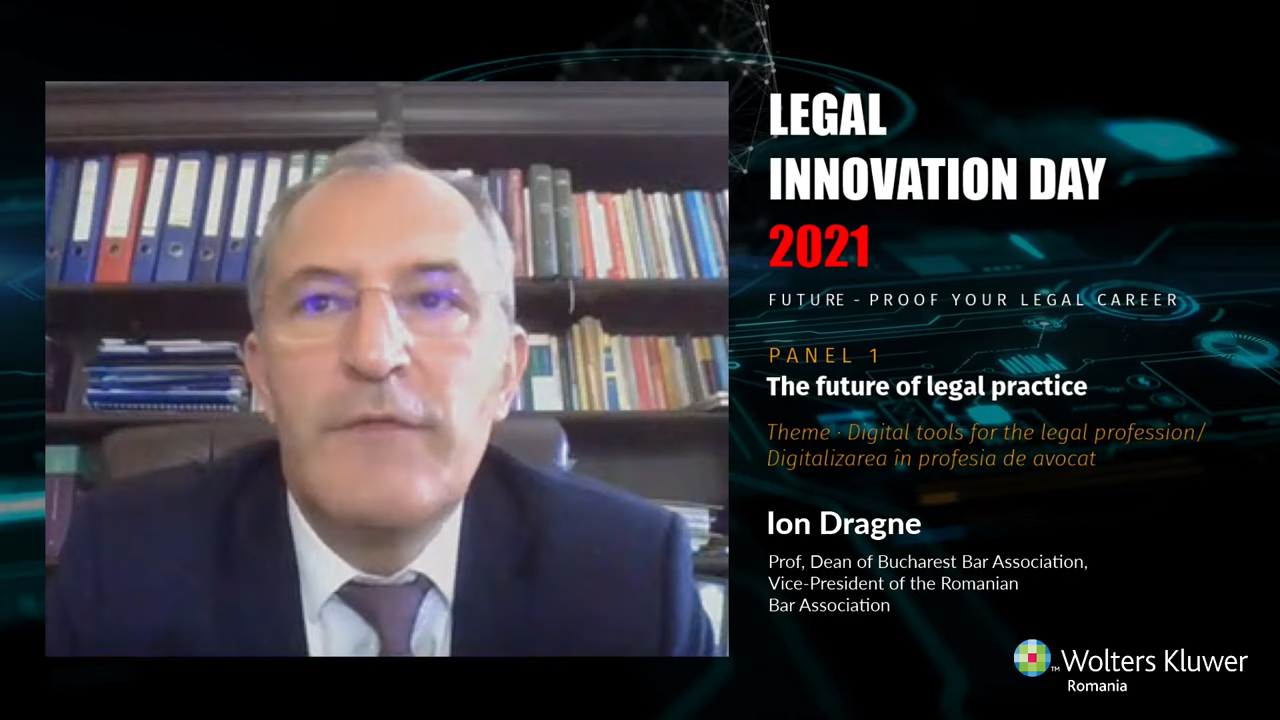 LEGAL
INNOVATION DAY
2021
FUTURE - PROOF YOUR LEGAL CAREER
PANEL 1
The future of legal practice
Theme · Digital tools for the legal profession/
Digitalizarea în profesia de avocat
Ion Dragne
Prof, Dean of Bucharest Bar Association,
Vice-President of the Romanian
Bar Association
™ Wolters Kluwer
Romania